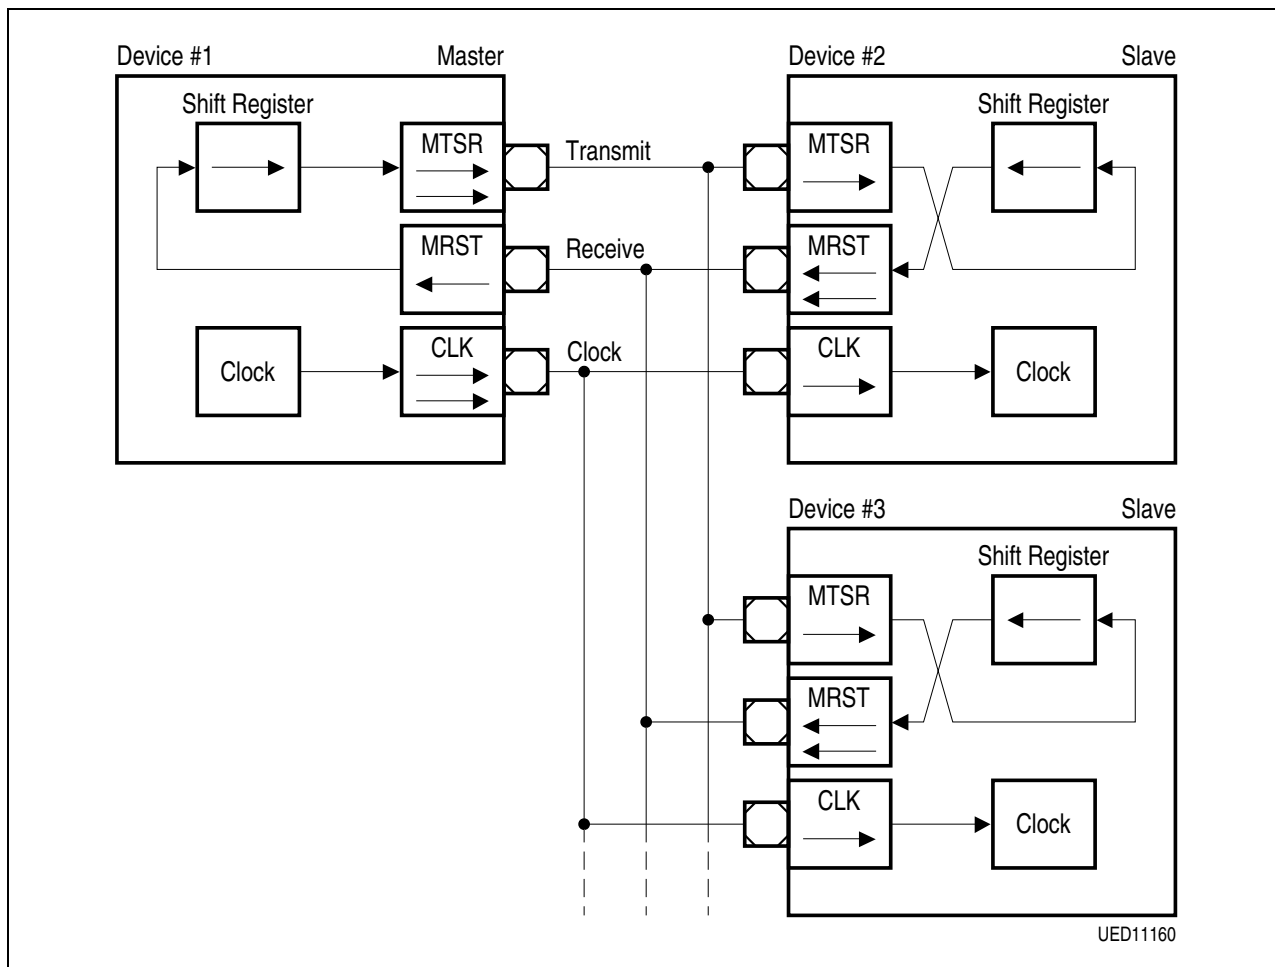 Device #1 Master Device #2 Slave
Shift Register Shift Register
MTSR Transmit MTSR
MRST Receive MRST
Clock CLK Clock CLK Clock
Device #3 Slave
Shift Register
MTSR
MRST
CLK Clock
UED11160